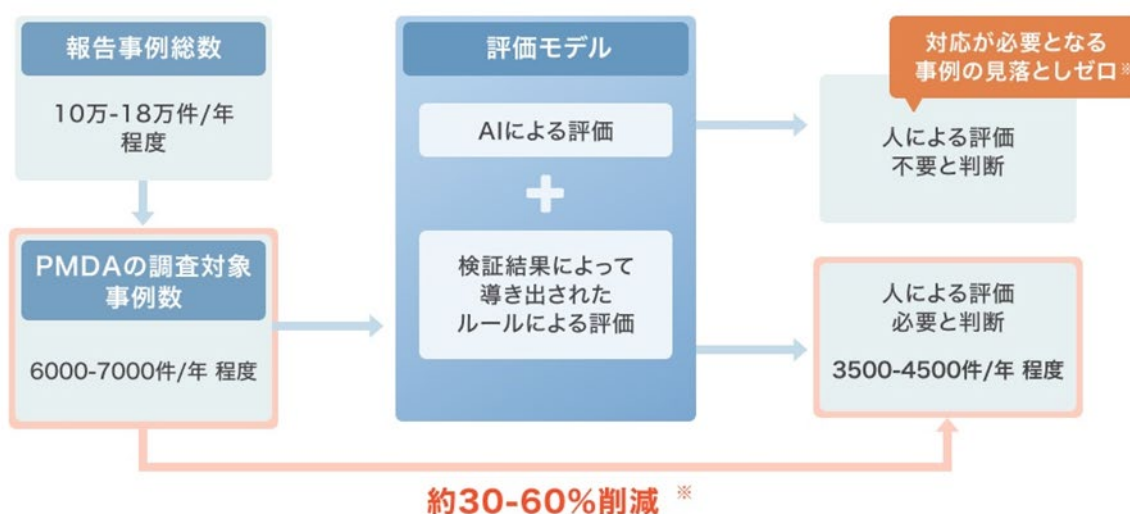 報告事例総数
10万-18万件/年
程度
PMDAの調査対象
事例数
6000-7000件/年 程度
評価モデル
AIによる評価
+
検証結果によって
導き出された
ルールによる評価
対応が必要となる
事例の見落としゼロ※
人による評価
不要と判断
人による評価
必要と判断
3500-4500件/年 程度
約30-60%削減 ※